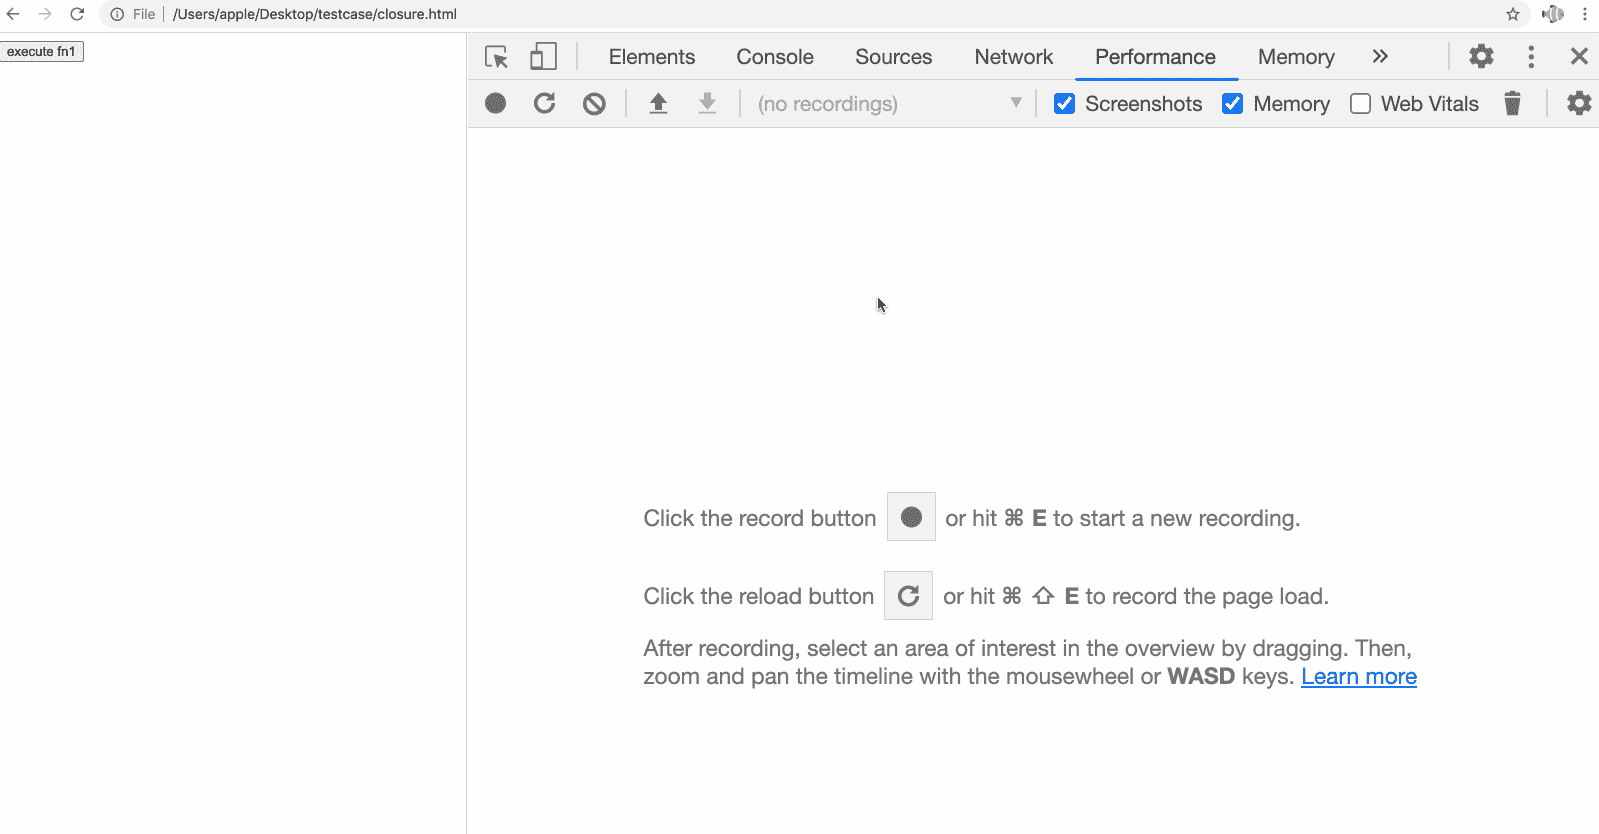 File /Users/apple/Desktop/testcase/closure.html
execute fn1
Elements Console Sources Network Performance Memory »
(no recordings) Screenshots Memory Web Vitals
Click the record button or hit ⌘ E to start a new recording.
Click the reload button or hit ⌘ ⇧ E to record the page load.
After recording, select an area of interest in the overview by dragging. Then,
zoom and pan the timeline with the mousewheel or WASD keys. Learn more